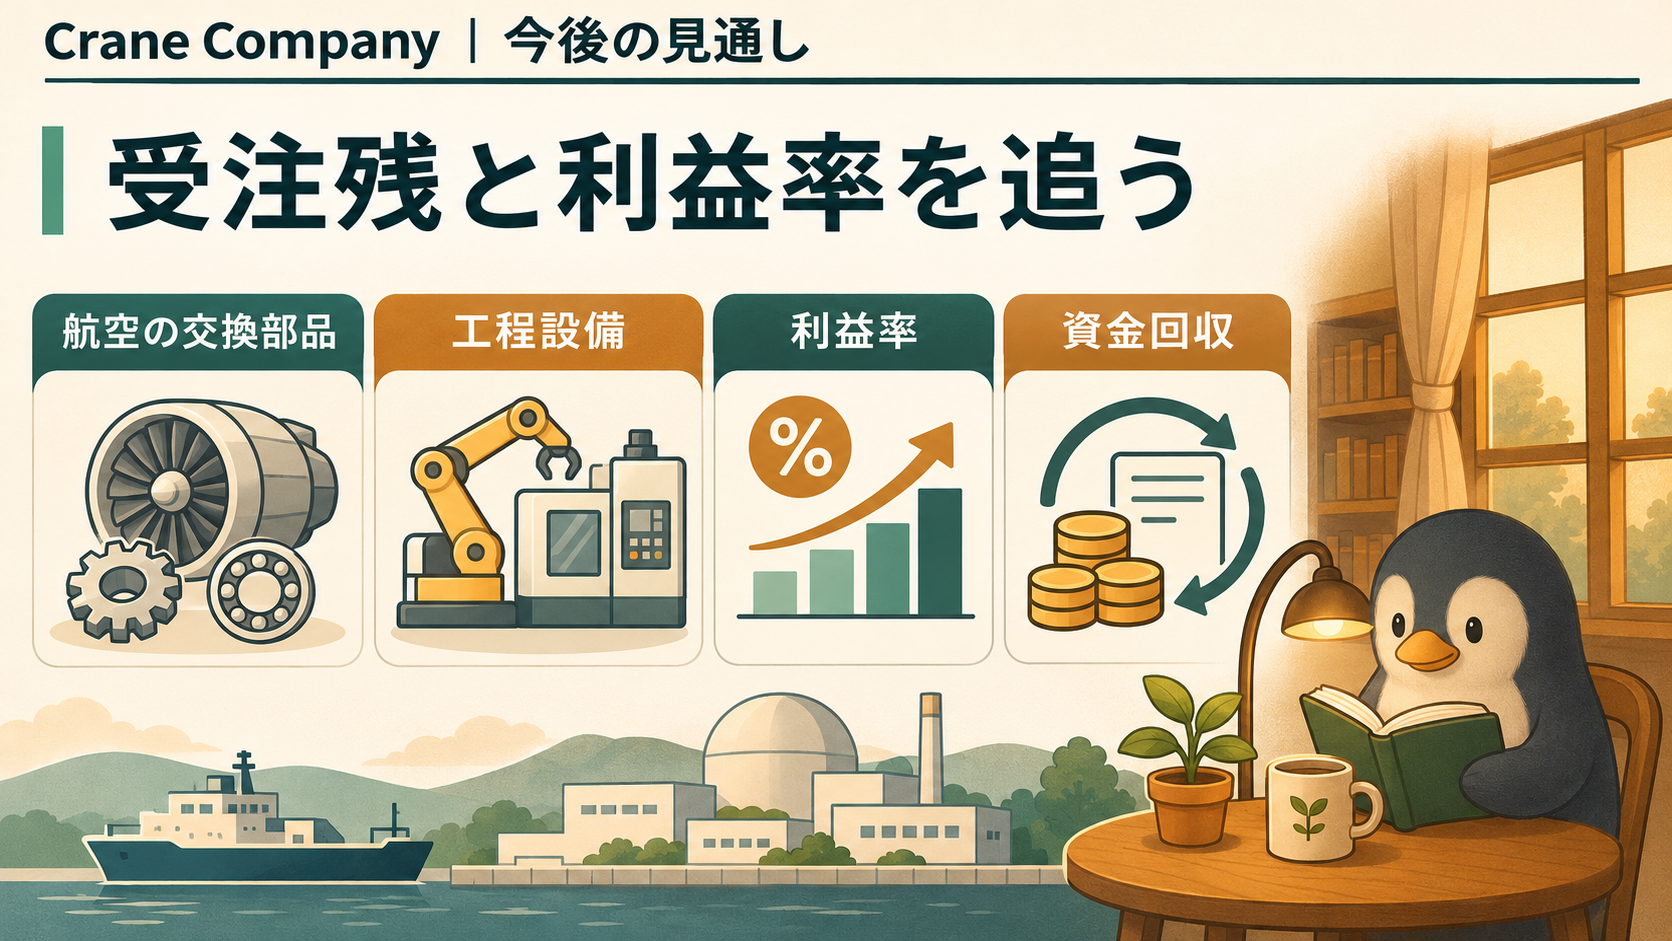 Crane Company｜今後の見通し
受注残と利益率を追う
航空の交換部品
工程設備
利益率
資金回収
%